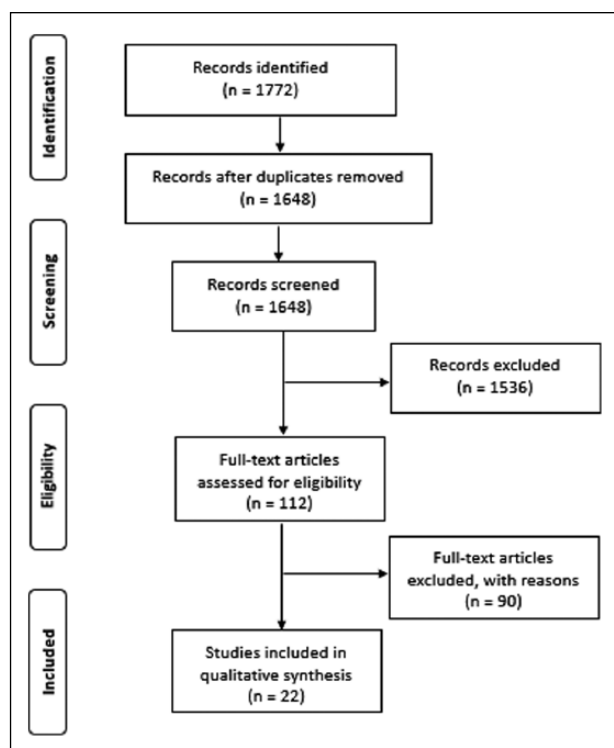 Identification
Records identified
(n = 1772)
Records after duplicates removed
(n = 1648)
Screening
Records screened
(n = 1648)
Records excluded
(n = 1536)
Eligibility
Full-text articles
assessed for eligibility
(n = 112)
Full-text articles
excluded, with reasons
(n = 90)
Included
Studies included in
qualitative synthesis
(n = 22)